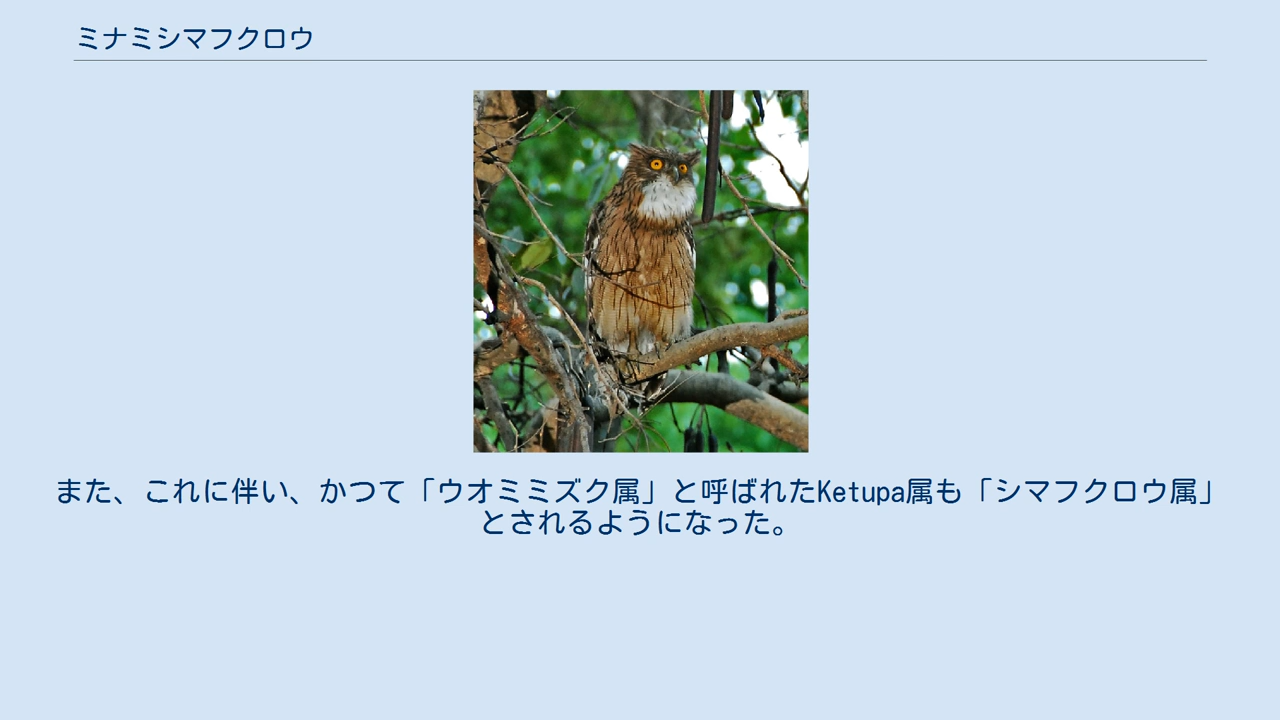 ミナミシマフクロウ
また、これに伴い、かつて「ウオミミズク属」と呼ばれたKetupa属も「シマフクロウ属」
とされるようになった。